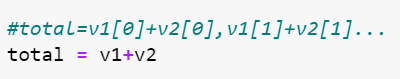 #total=v1[0]+v2[0],v1[1]+v2[1]...
total = v1+v2